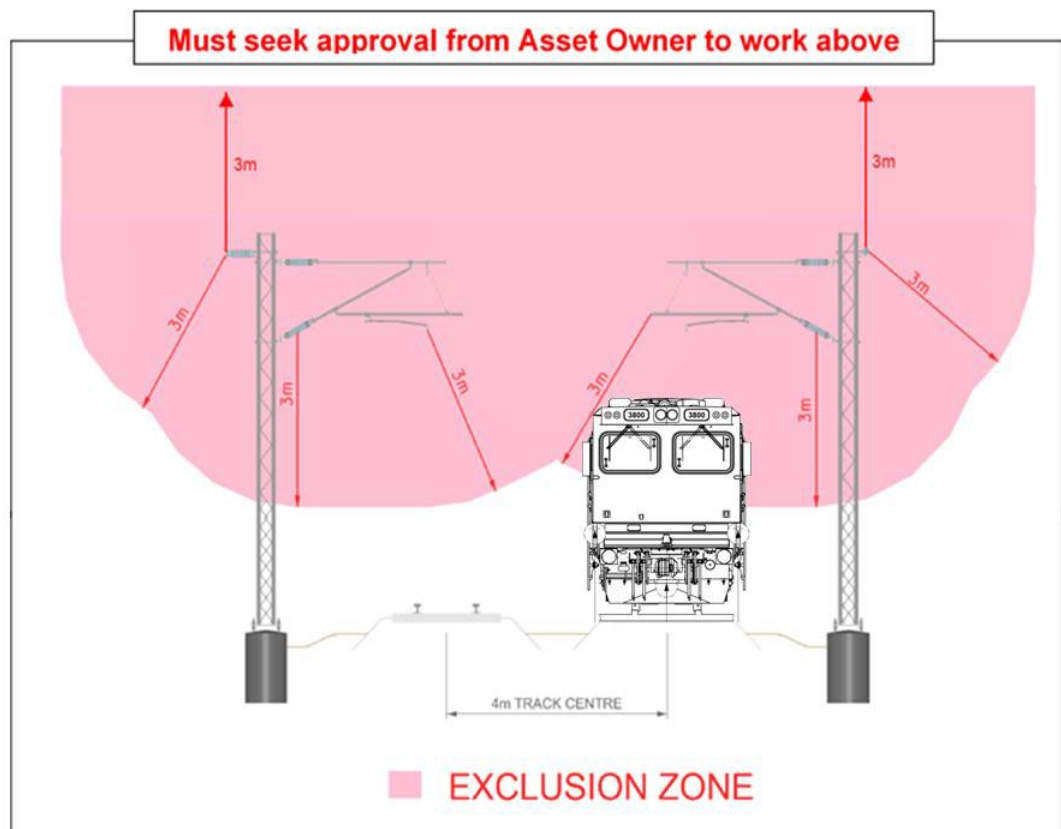 Must seek approval from Asset Owner to work above
3m
3m
3m
3m
3m
3m
3m
3m
3800
3800
4m TRACK CENTRE
EXCLUSION ZONE